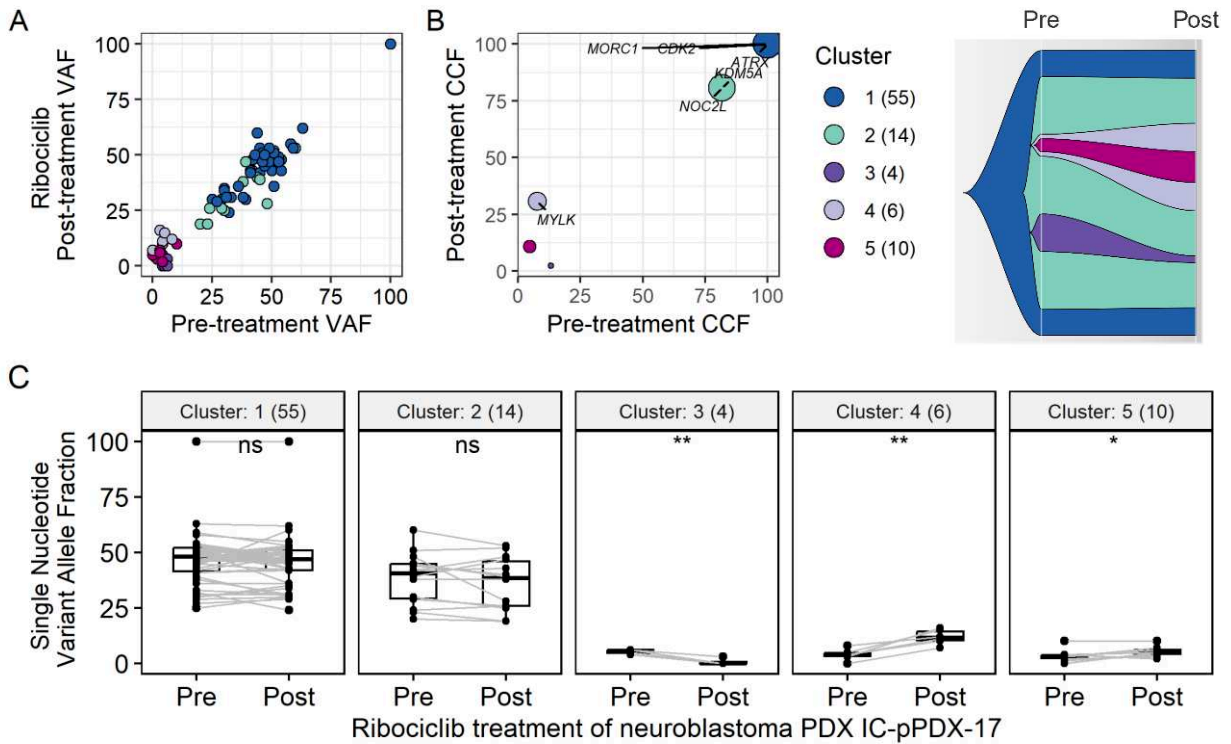 A
Ribociclib
Post-treatment VAF
100
75
50
25
0
0
25
50
75
100
Pre-treatment VAF
B
Post-treatment CCF
100
75
50
25
0
MORC1
CDK2
ATRX
KDM5A
NOC2L
MYLK
0
25
50
75
100
Pre-treatment CCF
Cluster
1 (55)
2 (14)
3 (4)
4 (6)
5 (10)
Pre
Post
C
Single Nucleotide
Variant Allele Fraction
100
75
50
25
0
Cluster: 1 (55)
Cluster: 2 (14)
Cluster: 3 (4)
Cluster: 4 (6)
Cluster: 5 (10)
ns
ns
**
**
*
Pre
Post
Pre
Post
Pre
Post
Pre
Post
Pre
Post
Ribociclib treatment of neuroblastoma PDX IC-pPDX-17